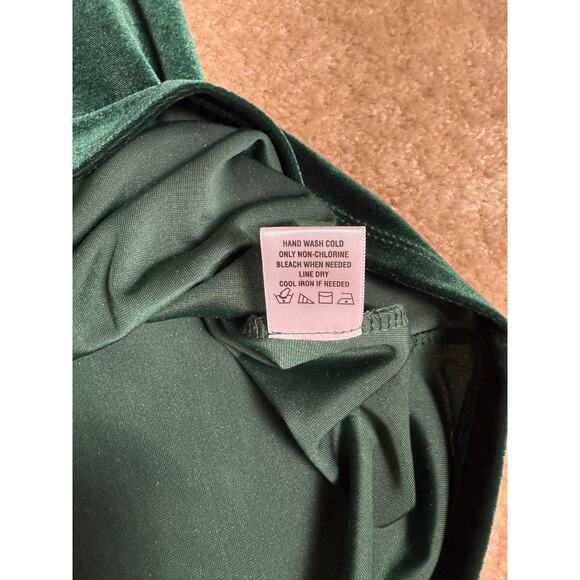 HAND WASH COLD
ONLY NON-CHLORINE
BLEACH WHEN NEEDED
LINE DRY
COOL IRON IF NEEDED